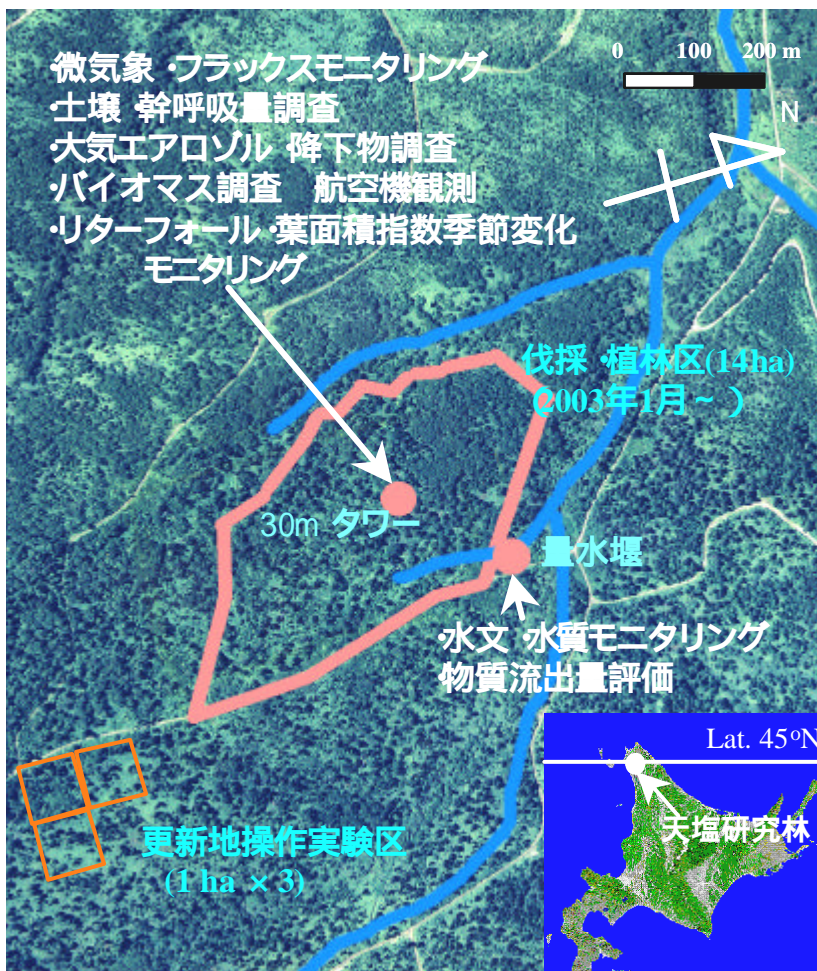 ・微気象・フラックスモニタリング
・土壌・幹呼吸量調査
・大気エアロゾル・降下物調査
・バイオマス調査 航空機観測
・リターフォール・葉面積指数季節変化
モニタリング
0 100 200 m
N
伐採・植林区(14ha)
(2003年1月~ )
30m タワー
量水堰
・水文・水質モニタリング
・物質流出量評価
更新地操作実験区
(1 ha × 3)
Lat. 45°N
天塩研究林